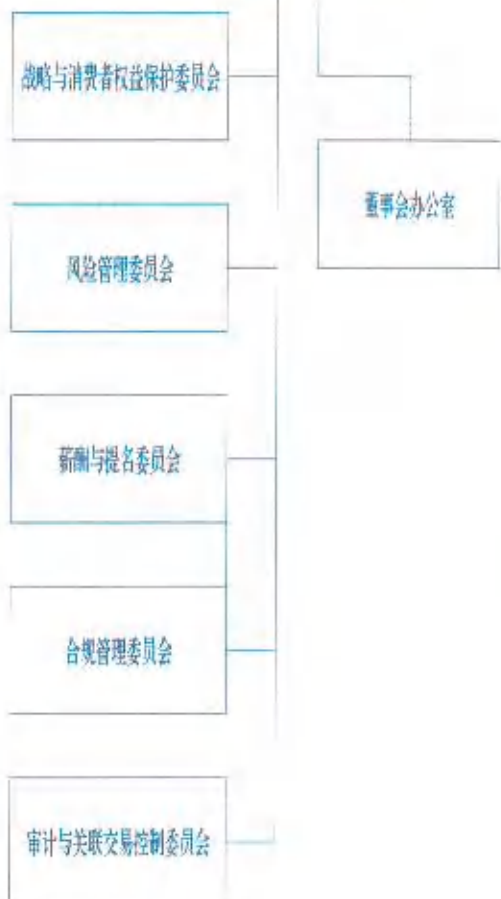 战略与消费者权益保护委员会
董事会办公室
风险管理委员会
薪酬与提名委员会
合规管理委员会
审计与关联交易控制委员会